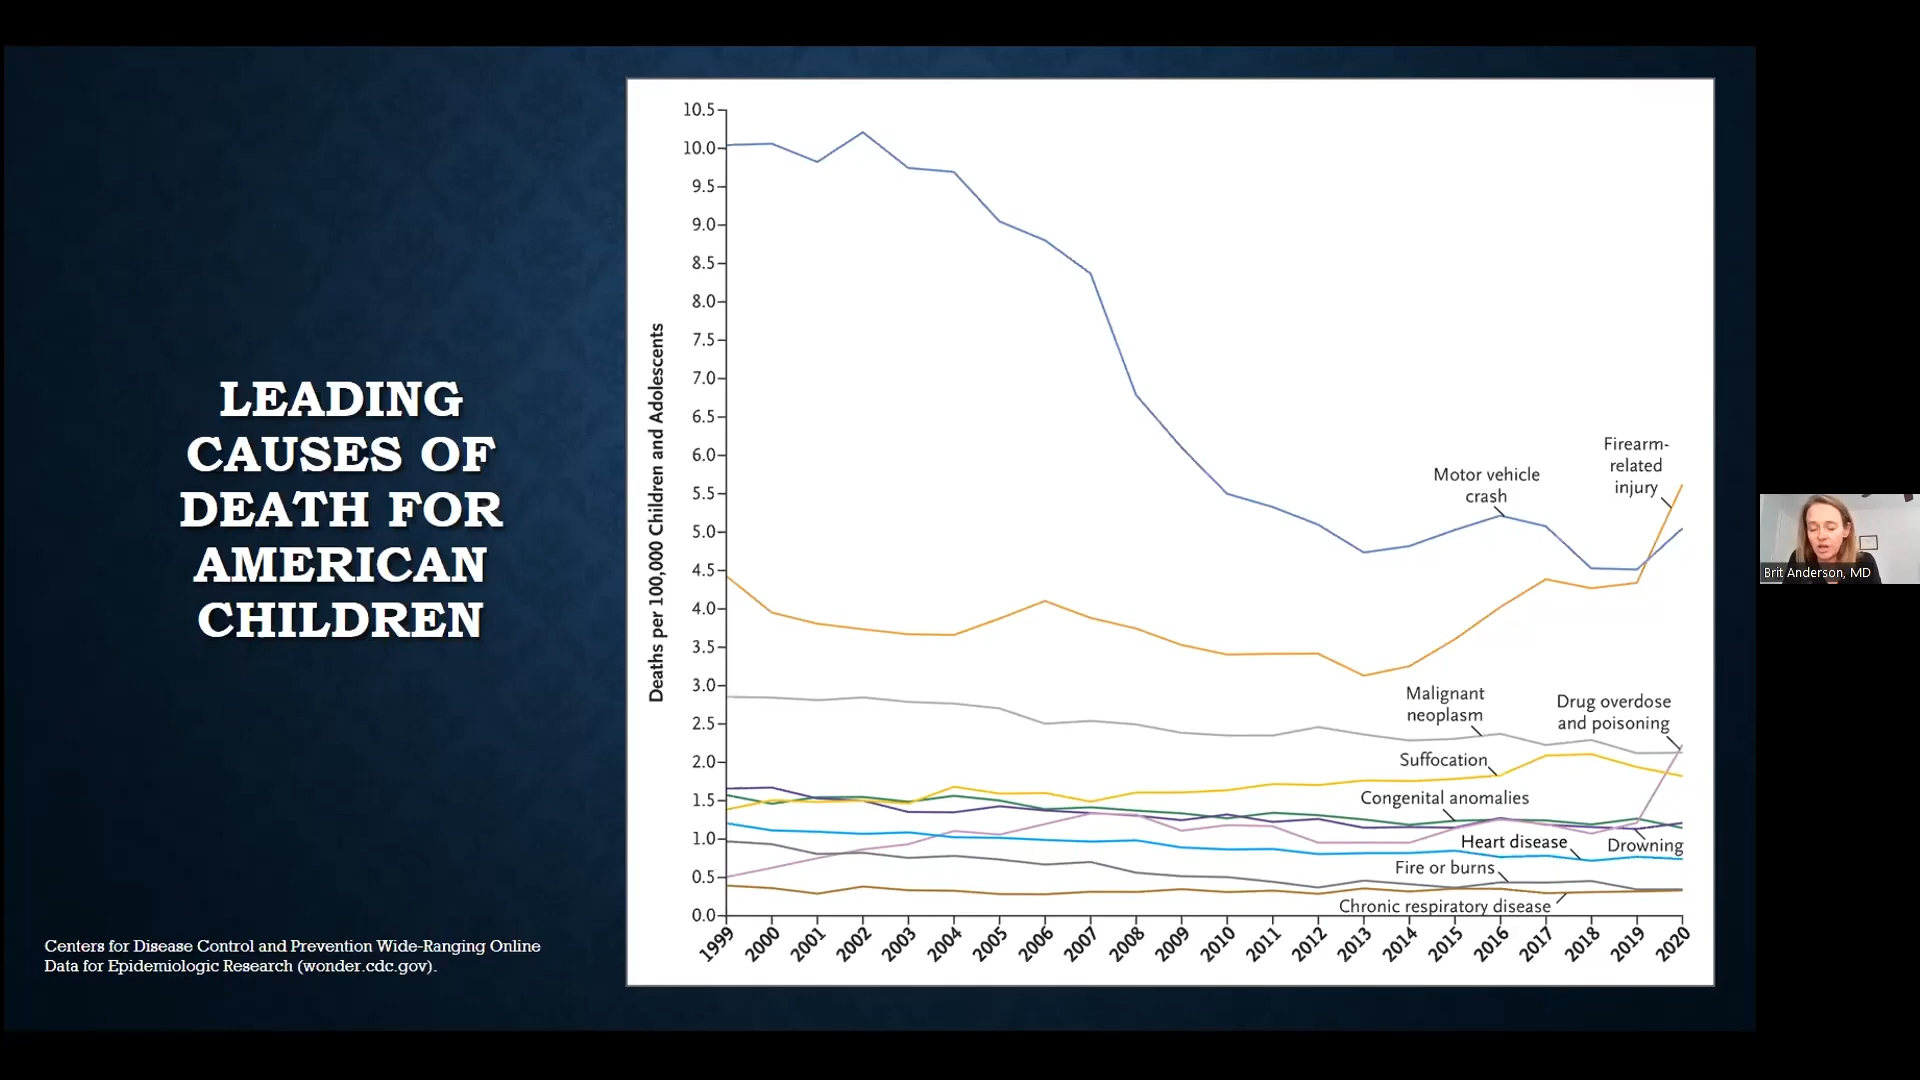 LEADING
CAUSES OF
DEATH FOR
AMERICAN
CHILDREN
Centers for Disease Control and Prevention Wide-Ranging Online
Data for Epidemiologic Research (wonder.cdc.gov).
Deaths per 100,000 Children and Adolescents
10.5
10.0
9.5
9.0
8.5
8.0
7.5
7.0
6.5
6.0
5.5
5.0
4.5
4.0
3.5
3.0
2.5
2.0
1.5
1.0
0.5
0.0
Firearm-
related
injury
Motor vehicle
crash
Malignant
neoplasm
Drug overdose
and poisoning
Suffocation
Congenital anomalies
Heart disease
Drowning
Fire or burns
Chronic respiratory disease
1999
2000
2001
2002
2003
2004
2005
2006
2007
2008
2009
2010
2011
2012
2013
2014
2015
2016
2017
2018
2019
2020
Brit Anderson, MD